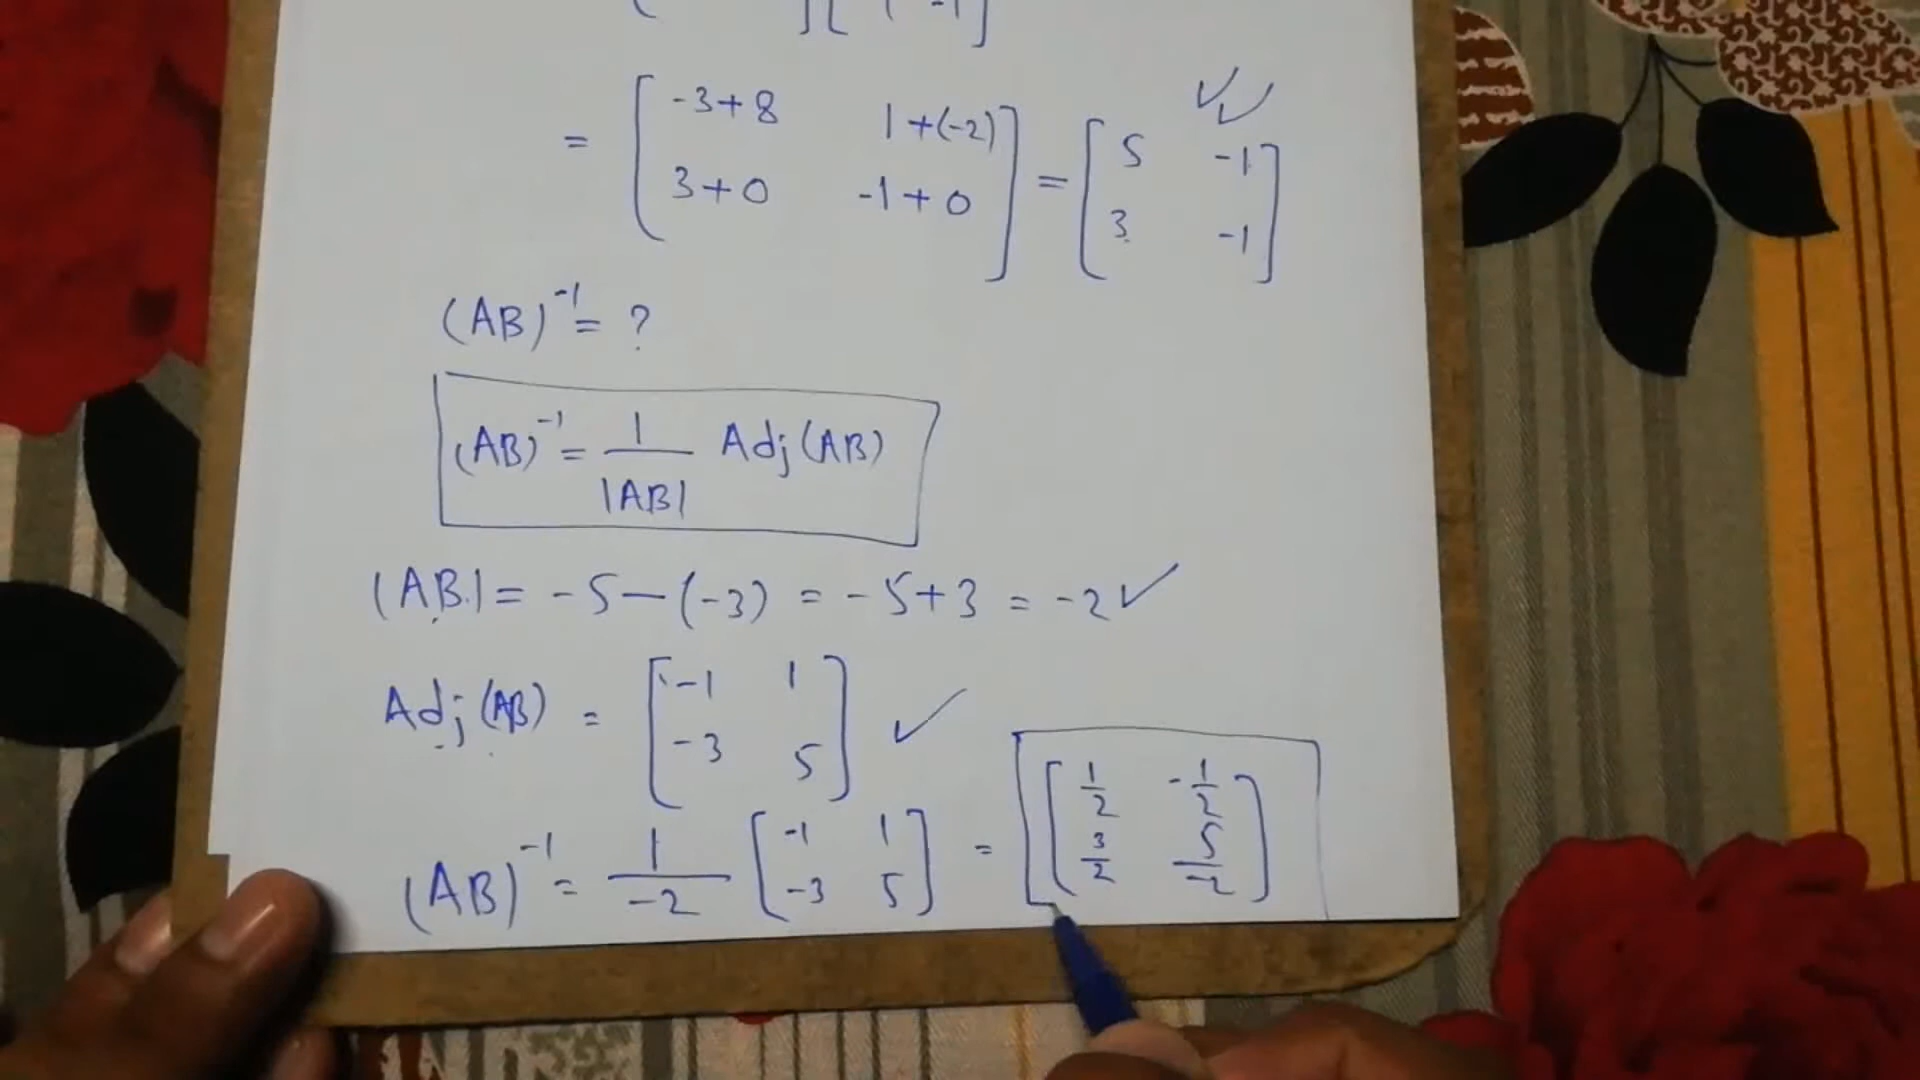 -1]
= [-3+8 1+(-2)] = [5 -1]
[3+0 -1+0] [3 -1]
(AB)⁻¹ = ?
(AB)⁻¹ = 1/|AB| Adj(AB)
|AB| = -5-(-3) = -5+3 = -2 ✓
Adj(AB) = [-1 1] ✓
[-3 5]
(AB)⁻¹ = 1/-2 [-1 1] = [1/2 -1/2]
[-3 5] [3/2 5/-2]